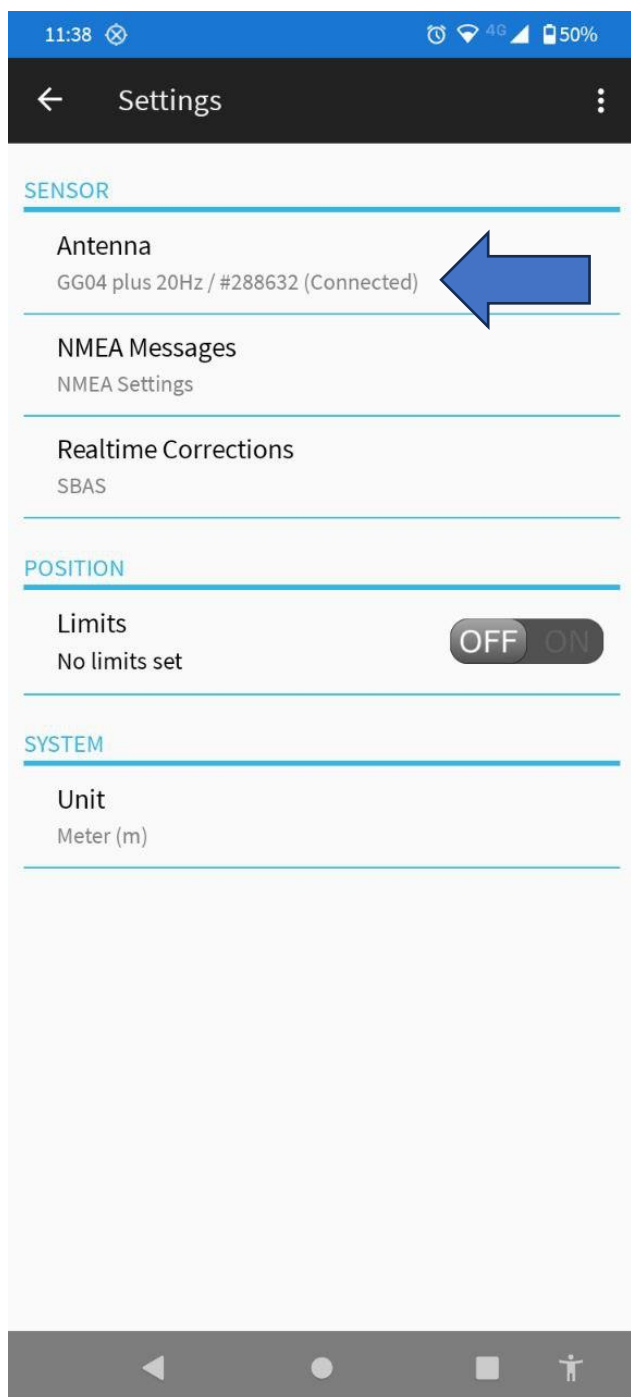 11:38 4G 50%
Settings
SENSOR
Antenna
GG04 plus 20Hz / #288632 (Connected)
NMEA Messages
NMEA Settings
Realtime Corrections
SBAS
POSITION
Limits
OFF ON
No limits set
SYSTEM
Unit
Meter (m)